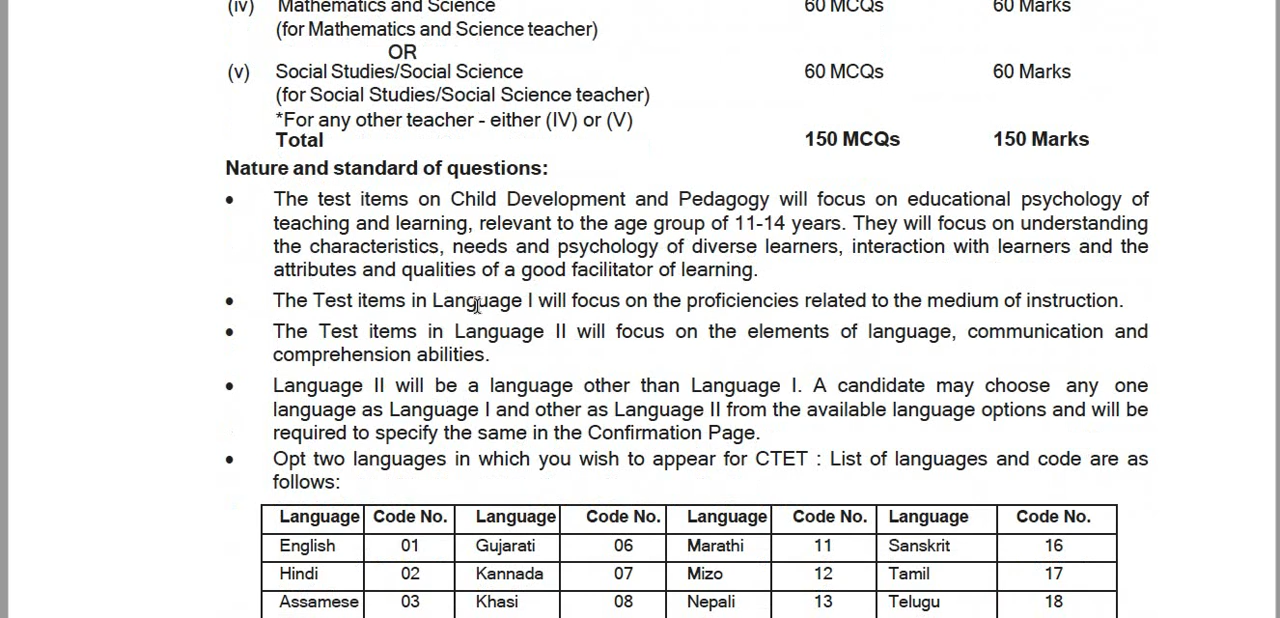 (iv) Mathematics and Science 60 MCQs 60 Marks
(for Mathematics and Science teacher)
OR
(v) Social Studies/Social Science 60 MCQs 60 Marks
(for Social Studies/Social Science teacher)
*For any other teacher - either (IV) or (V)
Total 150 MCQs 150 Marks
Nature and standard of questions:
• The test items on Child Development and Pedagogy will focus on educational psychology of
teaching and learning, relevant to the age group of 11-14 years. They will focus on understanding
the characteristics, needs and psychology of diverse learners, interaction with learners and the
attributes and qualities of a good facilitator of learning.
• The Test items in Language I will focus on the proficiencies related to the medium of instruction.
• The Test items in Language II will focus on the elements of language, communication and
comprehension abilities.
• Language II will be a language other than Language I. A candidate may choose any one
language as Language I and other as Language II from the available language options and will be
required to specify the same in the Confirmation Page.
• Opt two languages in which you wish to appear for CTET : List of languages and code are as
follows:
Language Code No. Language Code No. Language Code No. Language Code No.
English 01 Gujarati 06 Marathi 11 Sanskrit 16
Hindi 02 Kannada 07 Mizo 12 Tamil 17
Assamese 03 Khasi 08 Nepali 13 Telugu 18